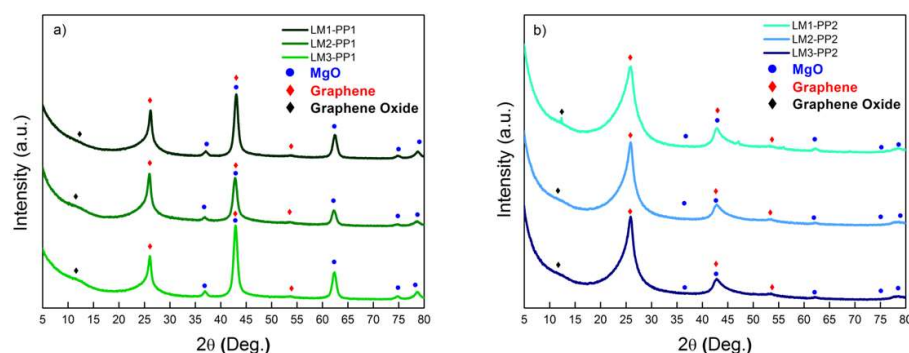 a)
LM1-PP1
LM2-PP1
LM3-PP1
MgO
Graphene
Graphene Oxide
Intensity (a.u.)
5 10 15 20 25 30 35 40 45 50 55 60 65 70 75 80
2θ (Deg.)
b)
LM1-PP2
LM2-PP2
LM3-PP2
MgO
Graphene
Graphene Oxide
Intensity (a.u.)
5 10 15 20 25 30 35 40 45 50 55 60 65 70 75 80
2θ (Deg.)